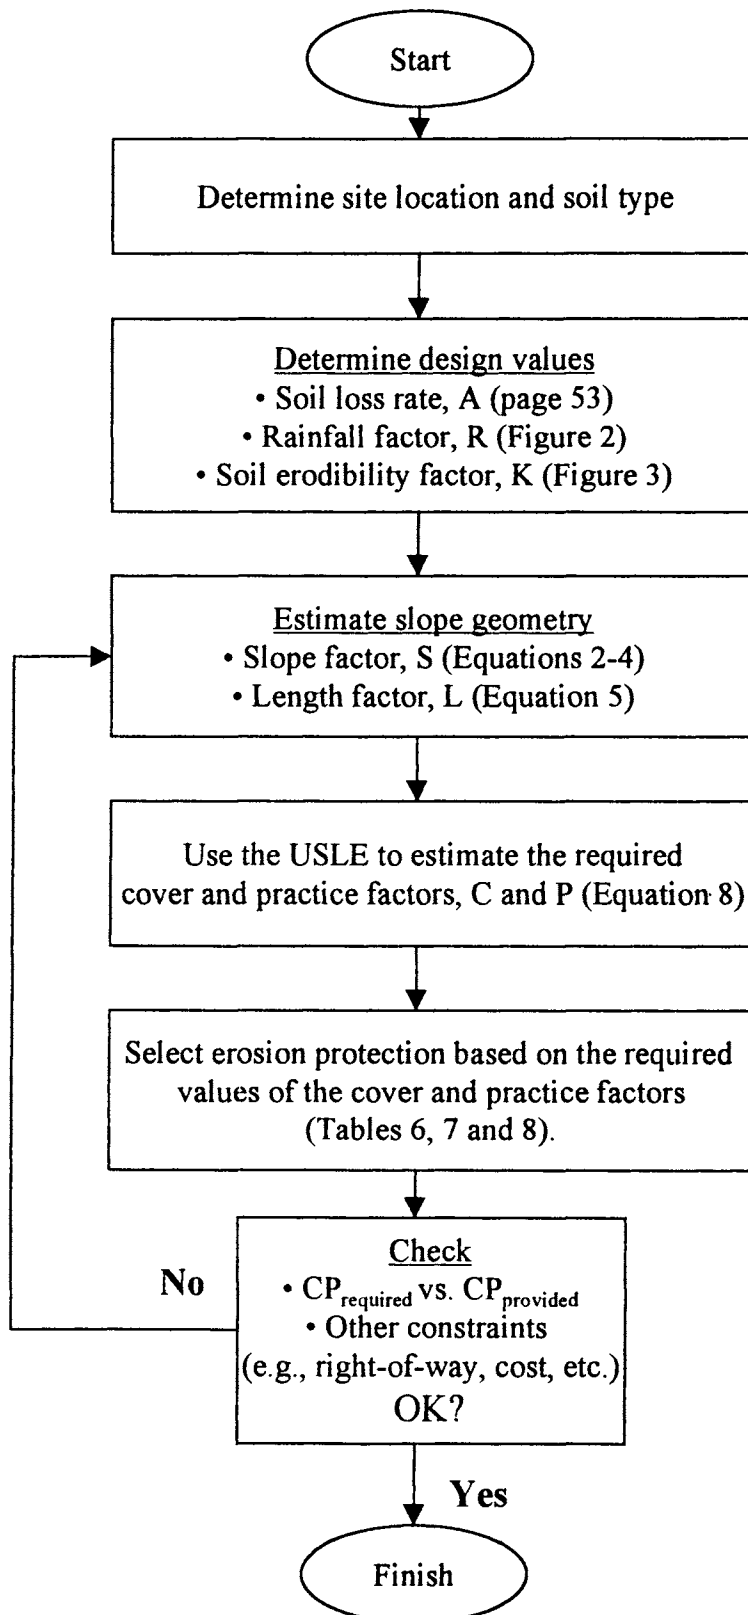 Start
Determine site location and soil type
Determine design values
• Soil loss rate, A (page 53)
• Rainfall factor, R (Figure 2)
• Soil erodibility factor, K (Figure 3)
Estimate slope geometry
• Slope factor, S (Equations 2-4)
• Length factor, L (Equation 5)
Use the USLE to estimate the required
cover and practice factors, C and P (Equation 8)
Select erosion protection based on the required
values of the cover and practice factors
(Tables 6, 7 and 8).
Check
• CPrequired vs. CPprovided
• Other constraints
(e.g., right-of-way, cost, etc.)
OK?
No
Yes
Finish